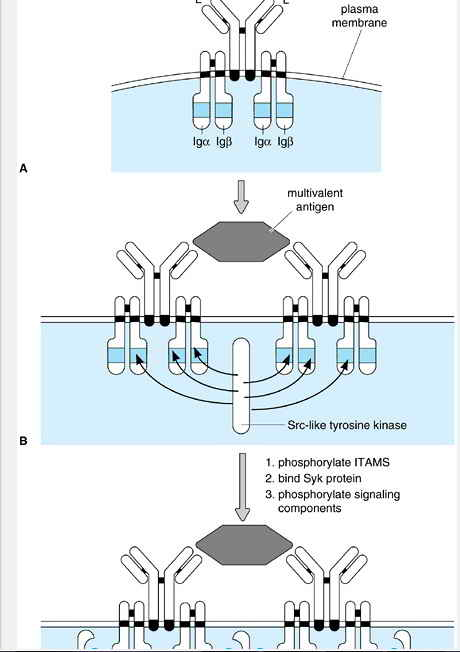 plasma
membrane
Igα Igβ Igα Igβ
A
multivalent
antigen
Src-like tyrosine kinase
B
1. phosphorylate ITAMS
2. bind Syk protein
3. phosphorylate signaling
components